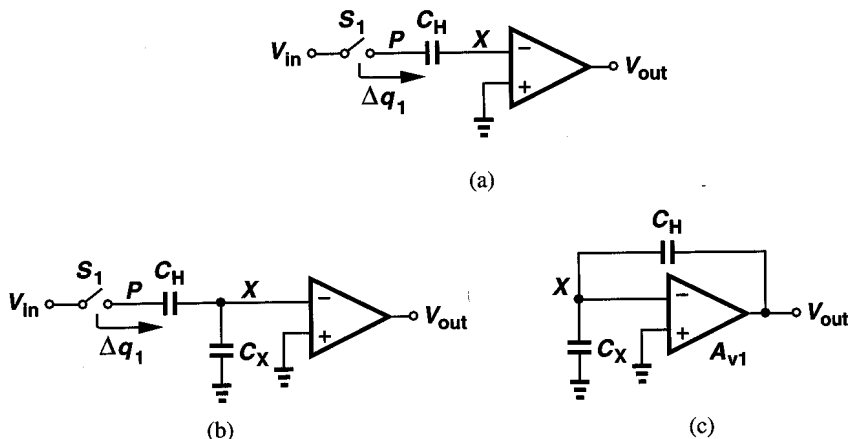 S1
Vin
P
CH
X
−
+
Vout
Δq1
(a)
S1
Vin
P
CH
X
−
+
Vout
Δq1
CX
(b)
CH
X
−
+
Vout
CX
Av1
(c)